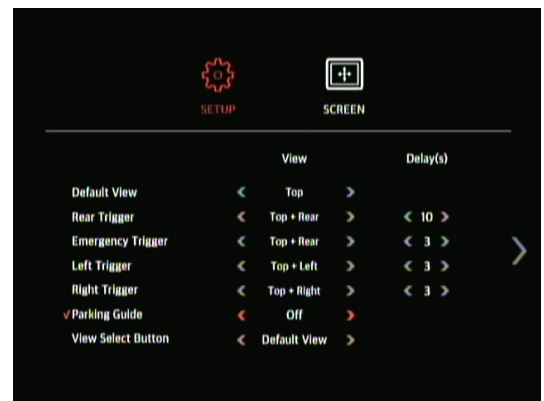 SETUP SCREEN
View Delay(s)
Default View < Top >
Rear Trigger < Top + Rear > < 10 >
Emergency Trigger < Top + Rear > < 3 >
Left Trigger < Top + Left > < 3 >
Right Trigger < Top + Right > < 3 >
√ Parking Guide < Off >
View Select Button < Default View >